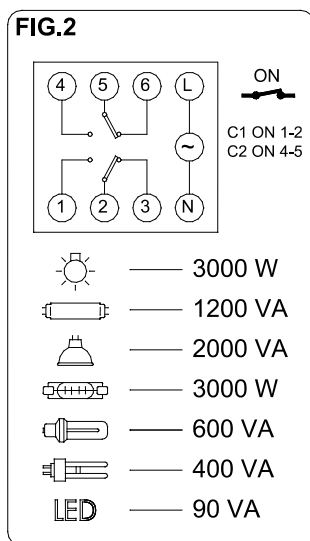 FIG.2
4 5 6 L
ON
C1 ON 1-2
C2 ON 4-5
~
1 2 3 N
3000 W
1200 VA
2000 VA
3000 W
600 VA
400 VA
LED 90 VA